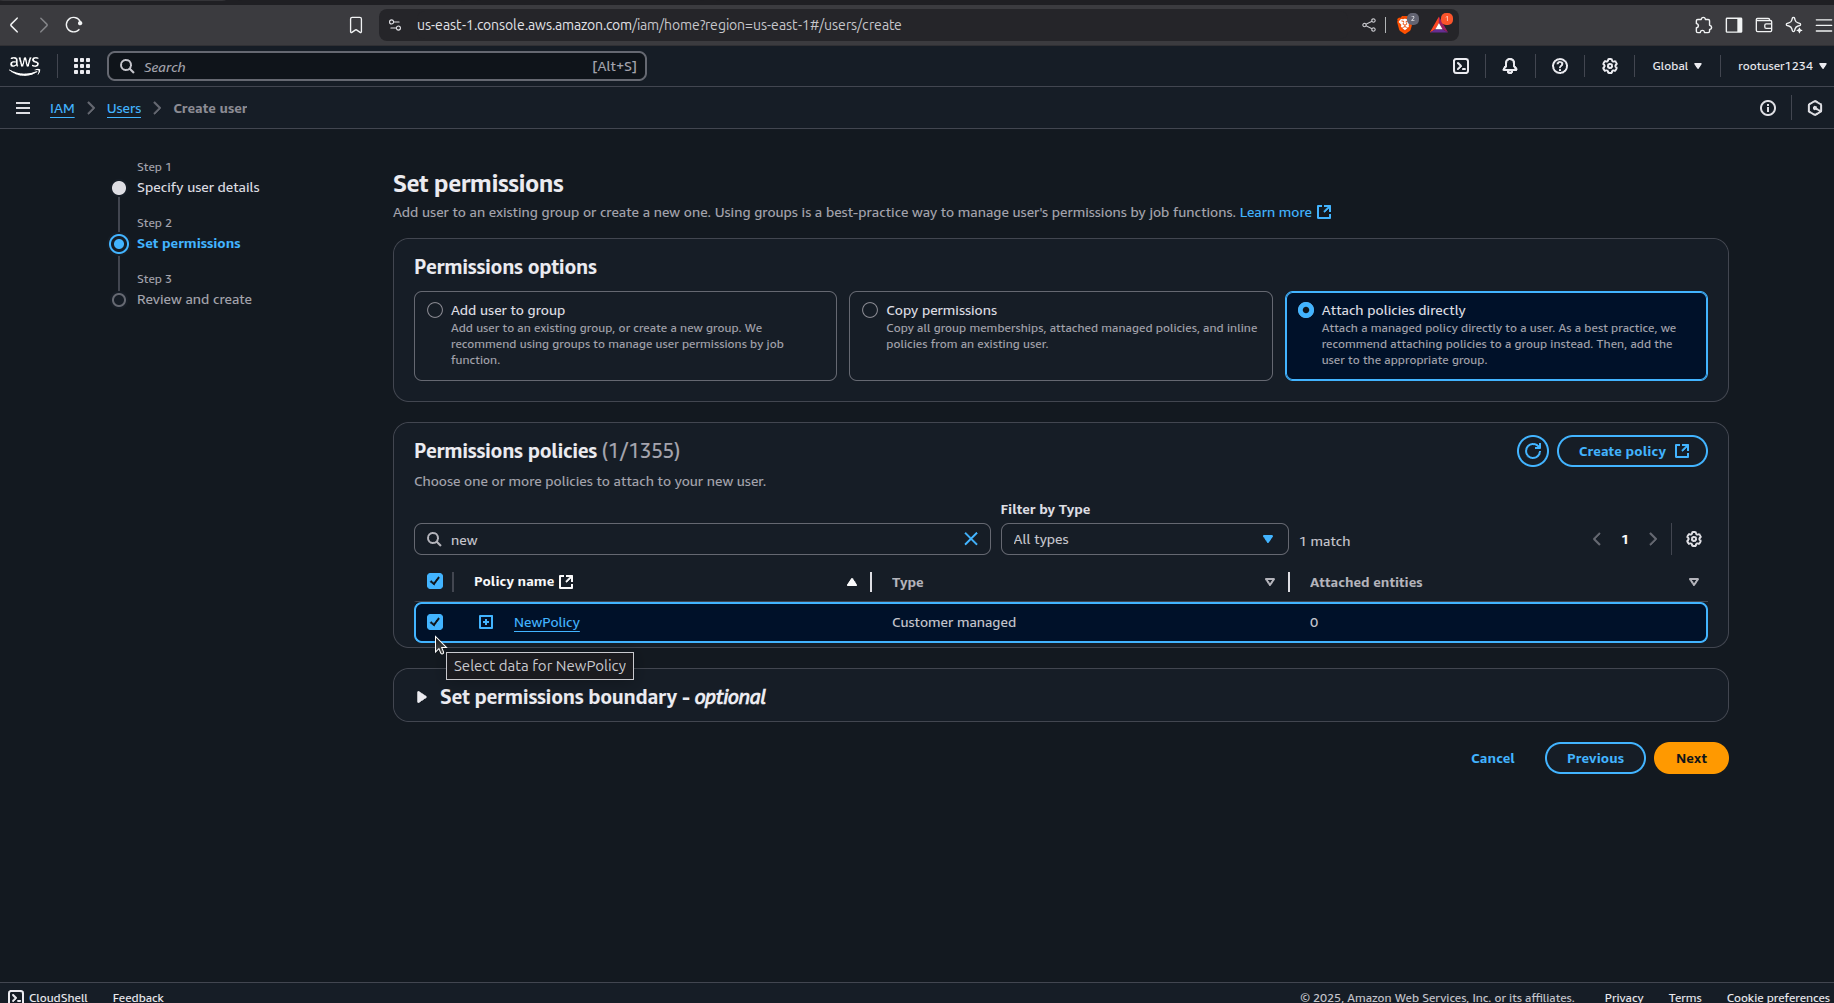 us-east-1.console.aws.amazon.com/iam/home?region=us-east-1#/users/create
2
1
aws
Search
[Alt+S]
Global
rootuser1234
IAM
Users
Create user
Step 1
Specify user details
Step 2
Set permissions
Step 3
Review and create
Set permissions
Add user to an existing group or create a new one. Using groups is a best-practice way to manage user's permissions by job functions. Learn more
Permissions options
Add user to group
Add user to an existing group, or create a new group. We
recommend using groups to manage user permissions by job
function.
Copy permissions
Copy all group memberships, attached managed policies, and inline
policies from an existing user.
Attach policies directly
Attach a managed policy directly to a user. As a best practice, we
recommend attaching policies to a group instead. Then, add the
user to the appropriate group.
Permissions policies (1/1355)
Create policy
Choose one or more policies to attach to your new user.
Filter by Type
new
All types
1 match
1
Policy name
Type
Attached entities
NewPolicy
Customer managed
0
Select data for NewPolicy
Set permissions boundary - optional
Cancel
Previous
Next
CloudShell
Feedback
© 2025, Amazon Web Services, Inc. or its affiliates.
Privacy
Terms
Cookie preferences